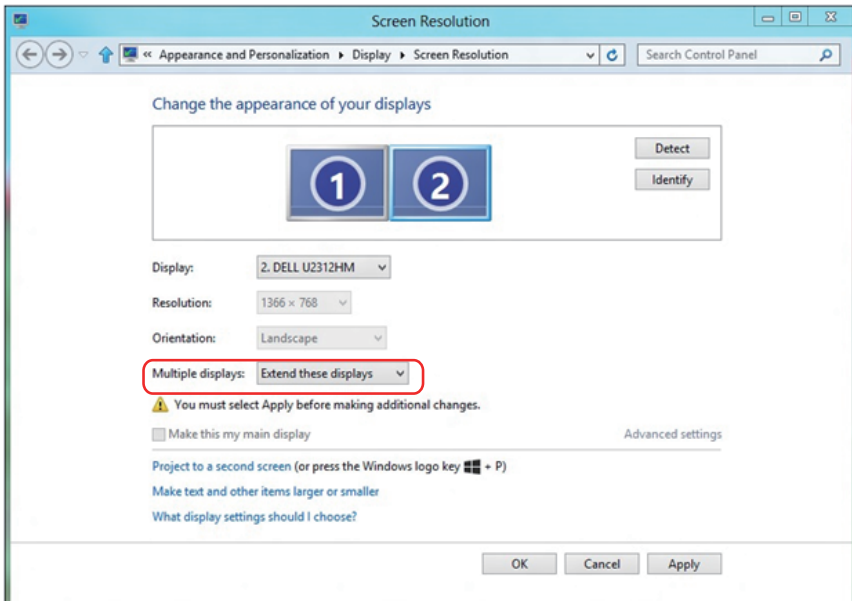 Screen Resolution
« Appearance and Personalization Display Screen Resolution Search Control Panel
Change the appearance of your displays
1 2
Detect
Identify
Display: 2. DELL U2312HM
Resolution: 1366 × 768
Orientation: Landscape
Multiple displays: Extend these displays
You must select Apply before making additional changes.
Make this my main display Advanced settings
Project to a second screen (or press the Windows logo key + P)
Make text and other items larger or smaller
What display settings should I choose?
OK Cancel Apply